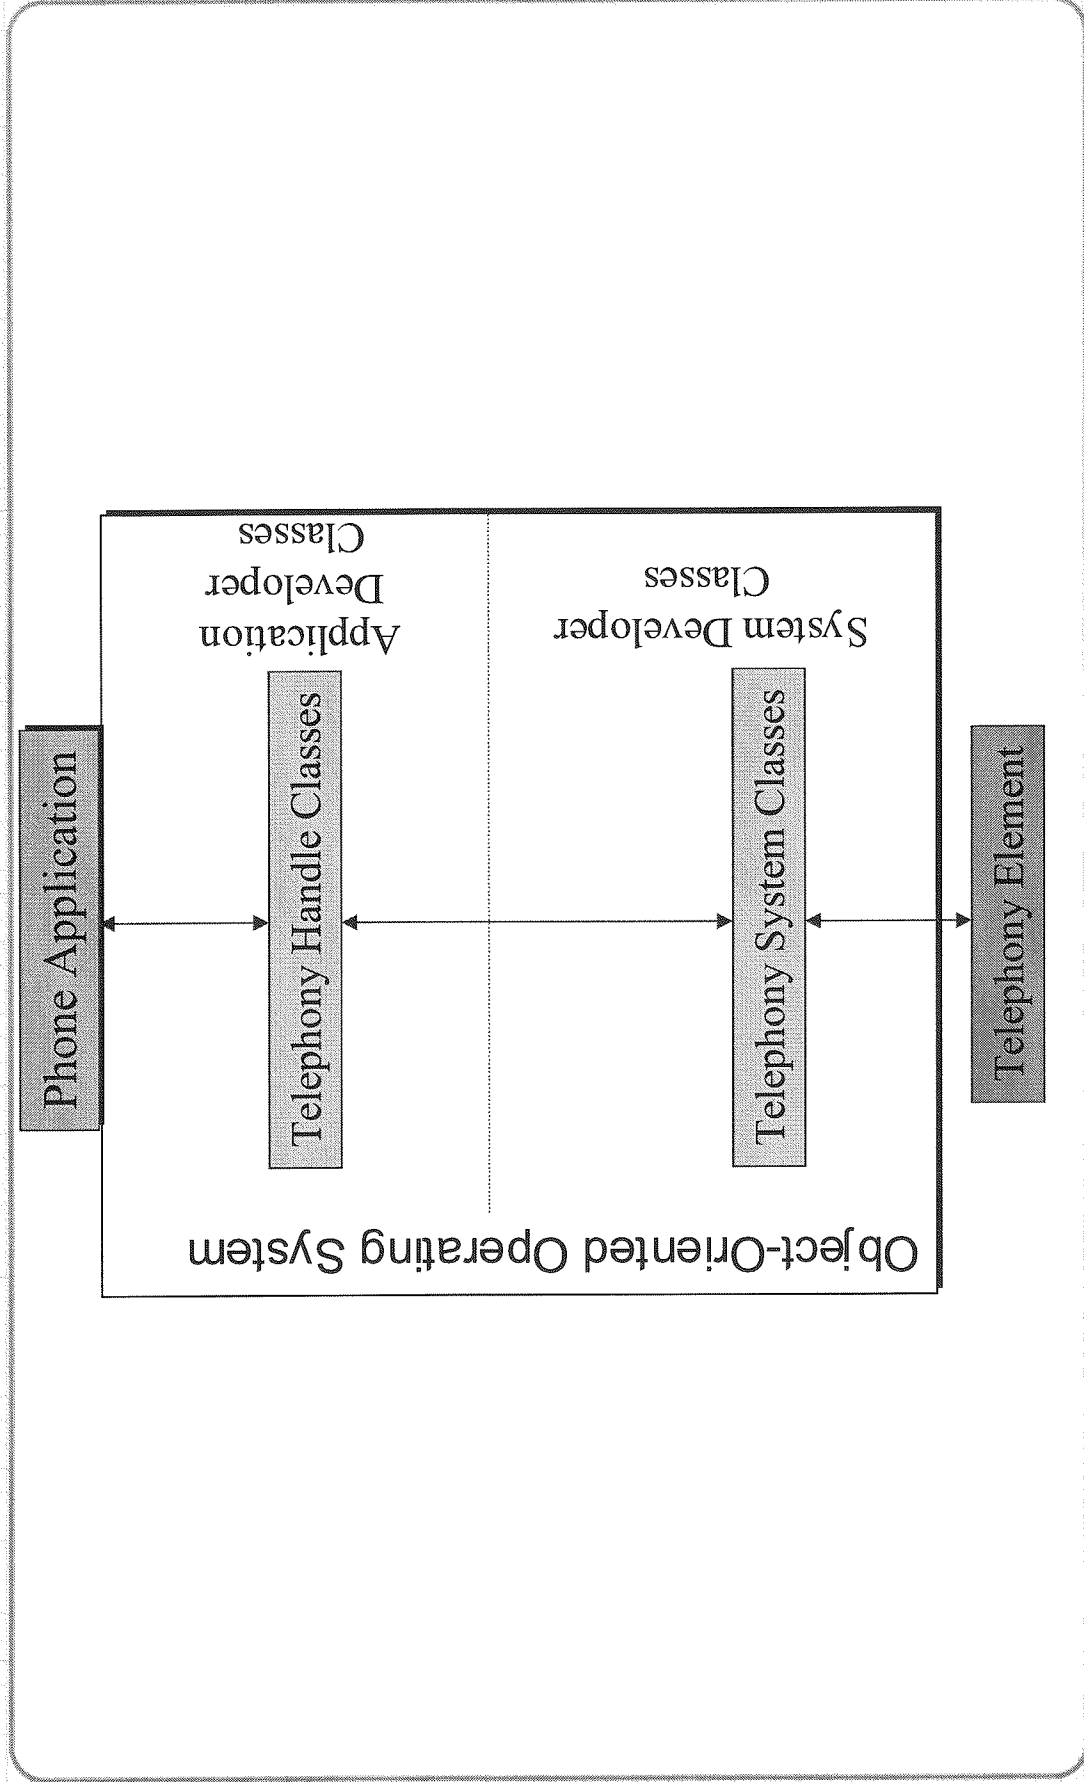 Phone Application
Object-Oriented Operating System
Telephony Handle Classes
Application
Developer
Classes
Telephony System Classes
System Developer
Classes
Telephony Element